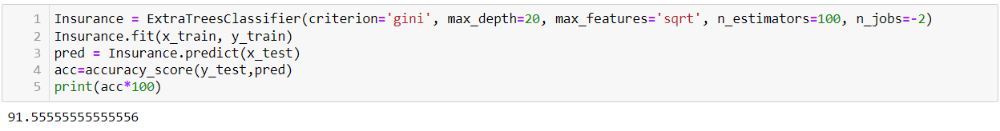 1 Insurance = ExtraTreesClassifier(criterion='gini', max_depth=20, max_features='sqrt', n_estimators=100, n_jobs=-2)
2 Insurance.fit(x_train, y_train)
3 pred = Insurance.predict(x_test)
4 acc=accuracy_score(y_test,pred)
5 print(acc*100)
91.55555555555556